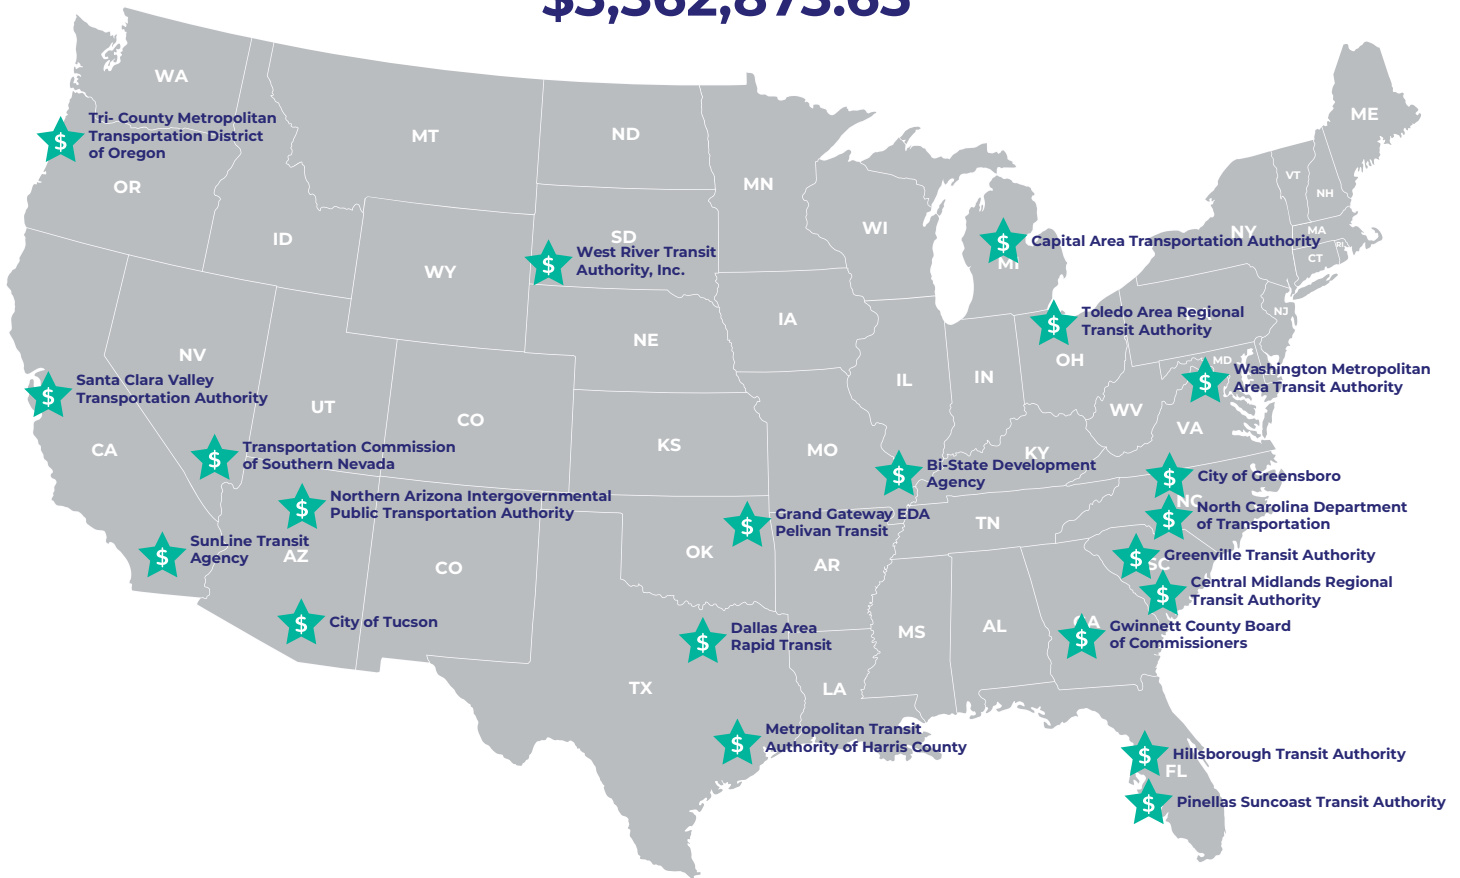 WA
Tri- County Metropolitan
Transportation District
of Oregon
$
OR
MT
ND
MN
ID
WY
SD
$
West River Transit
Authority, Inc.
WI
$
Capital Area Transportation Authority
MI
NY
VT
NH
ME
MA
RI
CT
NJ
NV
UT
CO
NE
IA
IL
IN
$
Toledo Area Regional
Transit Authority
OH
MD
$
Washington Metropolitan
Area Transit Authority
WV
VA
$
Santa Clara Valley
Transportation Authority
CA
$
Transportation Commission
of Southern Nevada
KS
MO
KY
$
Bi-State Development
Agency
$
Northern Arizona Intergovernmental
Public Transportation Authority
$
Grand Gateway EDA
Pelivan Transit
TN
$
City of Greensboro
NC
$
North Carolina Department
of Transportation
$
SunLine Transit
Agency
AZ
CO
OK
AR
$
Greenville Transit Authority
SC
$
Central Midlands Regional
Transit Authority
$
City of Tucson
$
Dallas Area
Rapid Transit
MS
AL
GA
$
Gwinnett County Board
of Commissioners
TX
LA
$
Metropolitan Transit
Authority of Harris County
$
Hillsborough Transit Authority
FL
$
Pinellas Suncoast Transit Authority